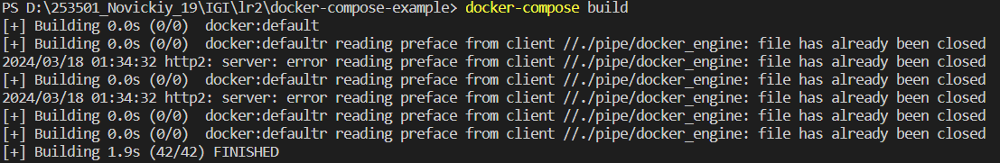 PS D:\253501_Novickiy_19\IGI\lr2\docker-compose-example> docker-compose build
[+] Building 0.0s (0/0)  docker:default
[+] Building 0.0s (0/0)  docker:defaultr reading preface from client //./pipe/docker_engine: file has already been closed
2024/03/18 01:34:32 http2: server: error reading preface from client //./pipe/docker_engine: file has already been closed
[+] Building 0.0s (0/0)  docker:defaultr reading preface from client //./pipe/docker_engine: file has already been closed
2024/03/18 01:34:32 http2: server: error reading preface from client //./pipe/docker_engine: file has already been closed
[+] Building 0.0s (0/0)  docker:defaultr reading preface from client //./pipe/docker_engine: file has already been closed
[+] Building 0.0s (0/0)  docker:defaultr reading preface from client //./pipe/docker_engine: file has already been closed
[+] Building 1.9s (42/42) FINISHED